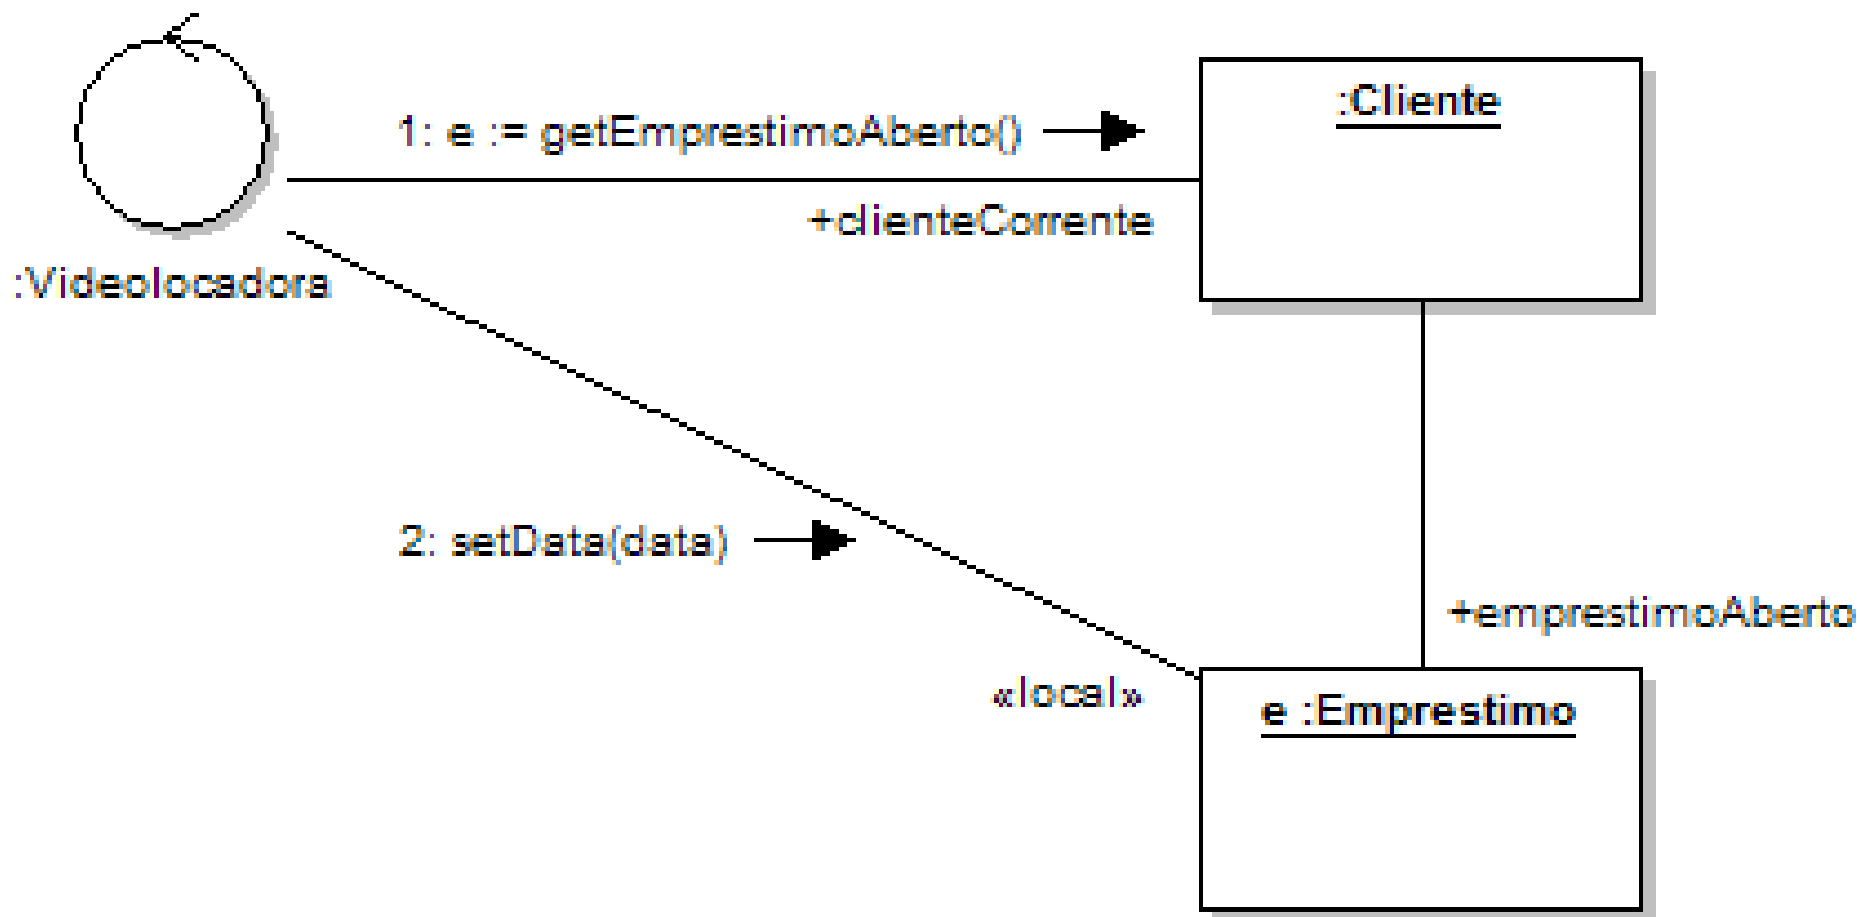 :Cliente
1: e := getEmprestimoAberto()
+clienteCorrente
:Videolocadora
2: setData(data)
+emprestimoAberto
«local»
e :Emprestimo